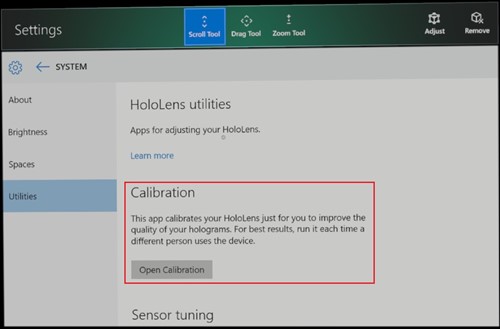 Settings
Scroll Tool
Drag Tool
Zoom Tool
Adjust
Remove
SYSTEM
About
Brightness
Spaces
Utilities
HoloLens utilities
Apps for adjusting your HoloLens.
Learn more
Calibration
This app calibrates your HoloLens just for you to improve the
quality of your holograms. For best results, run it each time a
different person uses the device.
Open Calibration
Sensor tuning